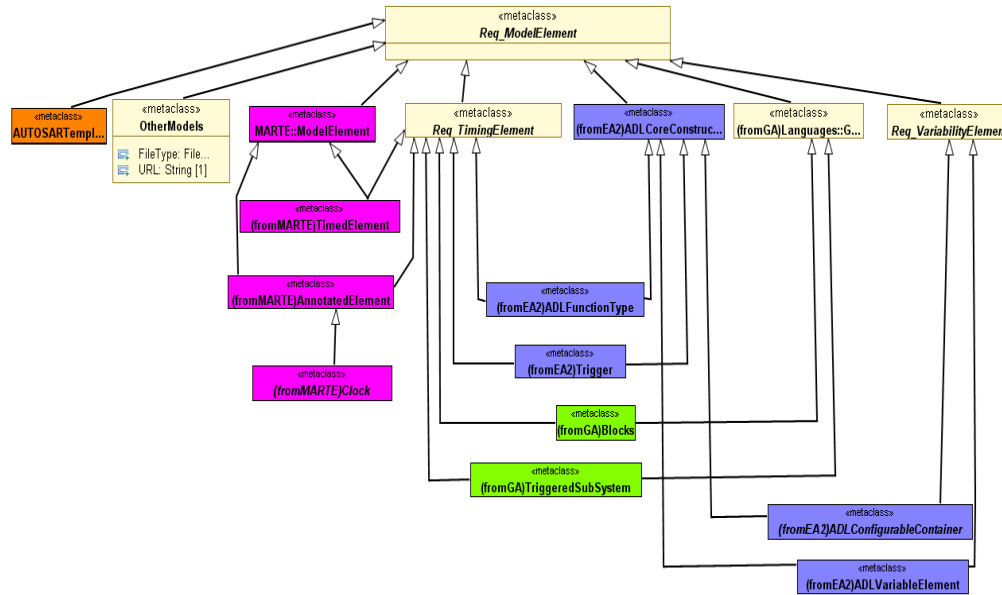 «metaclass»
Req_ModelElement
«metaclass»
AUTOSARTempl...
«metaclass»
OtherModels
FileType: File...
URL: String [1]
«metaclass»
MARTE::ModelElement
«metaclass»
Req_TimingElement
«metaclass»
(fromEA2)ADLCoreConstruc...
«metaclass»
(fromGA)Languages::G...
«metaclass»
Req_VariabilityElemen
«metaclass»
(fromMARTE)TimedElement
«metaclass»
(fromMARTE)AnnotatedElement
«metaclass»
(fromEA2)ADLFunctionType
«metaclass»
(fromEA2)Trigger
«metaclass»
(fromMARTE)Clock
«metaclass»
(fromGA)Blocks
«metaclass»
(fromGA)TriggeredSubSystem
«metaclass»
(fromEA2)ADLConfigurableContainer
«metaclass»
(fromEA2)ADLVariableElement